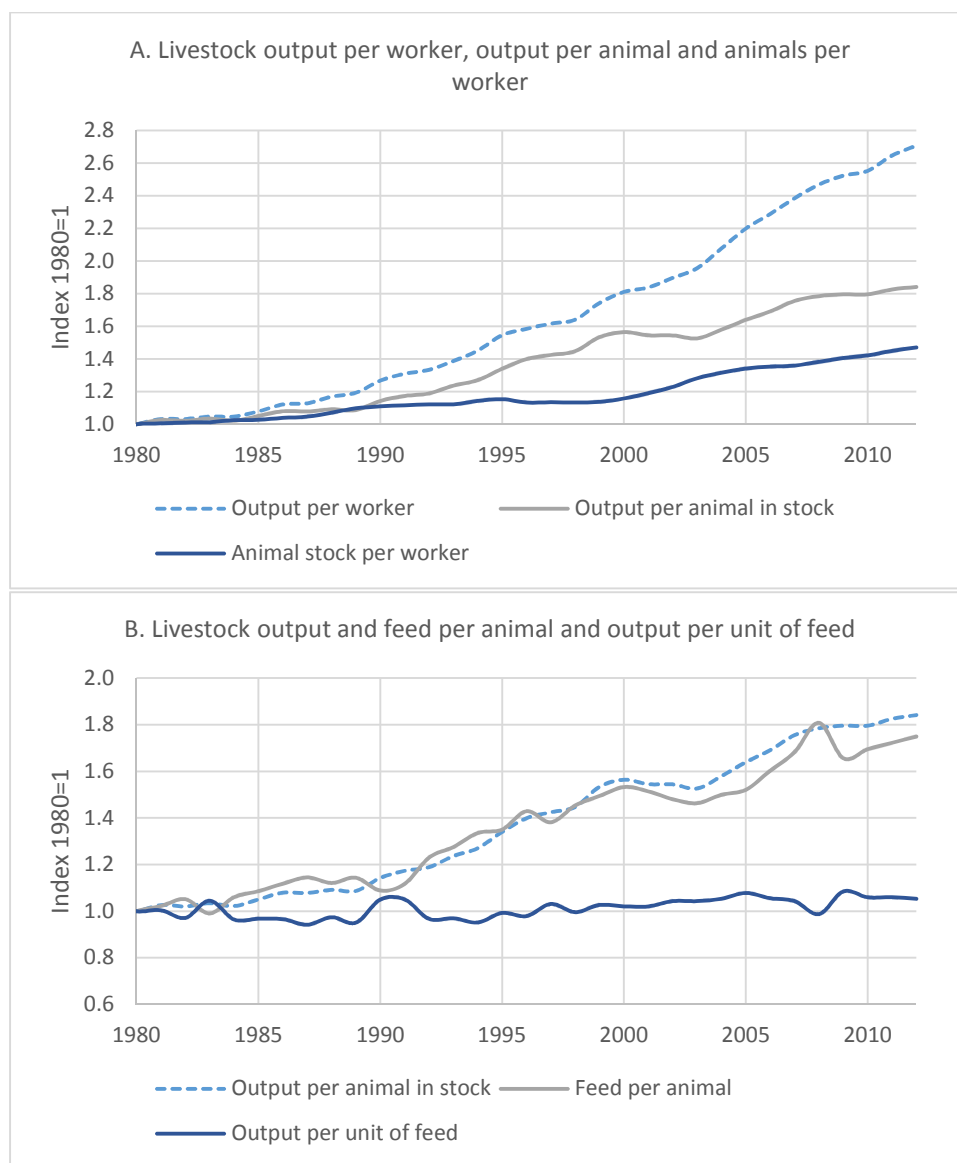 A. Livestock output per worker, output per animal and animals per
worker
2.8
2.6
2.4
2.2
2.0
1.8
1.6
1.4
1.2
1.0
Index 1980=1
1980 1985 1990 1995 2000 2005 2010
Output per worker Output per animal in stock
Animal stock per worker
B. Livestock output and feed per animal and output per unit of feed
2.0
1.8
1.6
1.4
1.2
1.0
0.8
0.6
Index 1980=1
1980 1985 1990 1995 2000 2005 2010
Output per animal in stock Feed per animal
Output per unit of feed